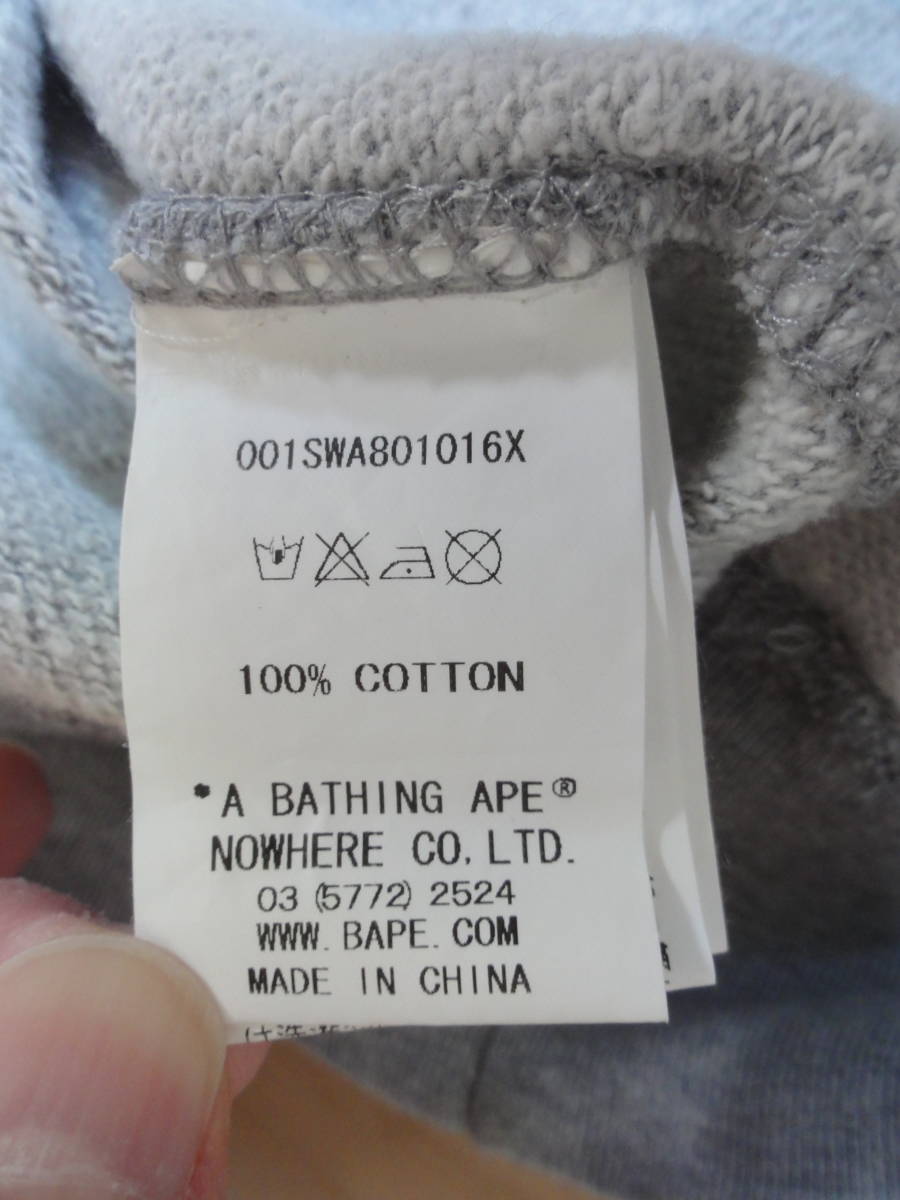 001SWA801016X
100% COTTON
*A BATHING APE®
NOWHERE CO, LTD.
03 (5772) 2524
WWW. BAPE. COM
MADE IN CHINA